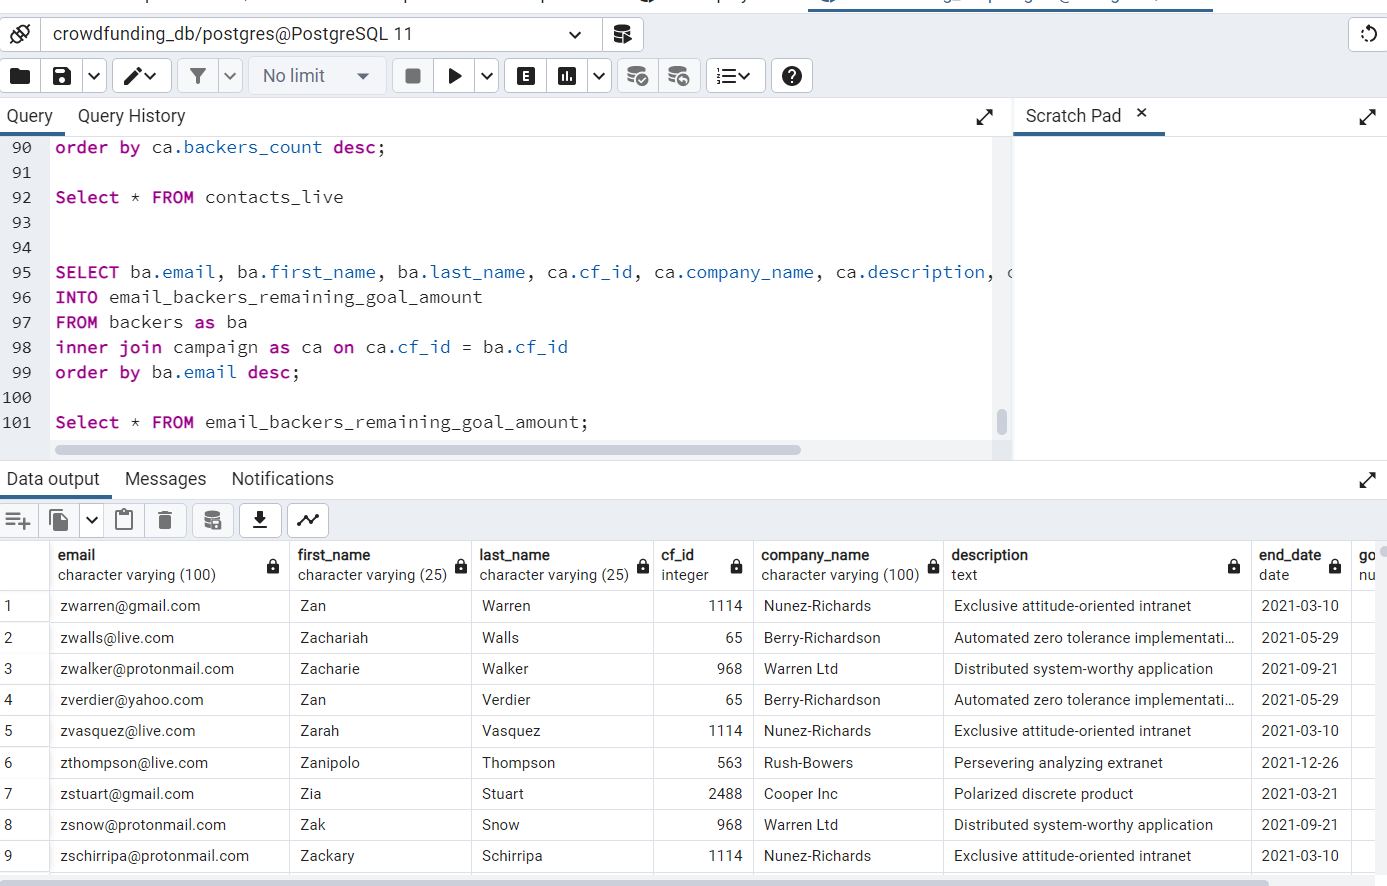 crowdfunding_db/postgres@PostgreSQL 11
No limit
E
Query
Query History
Scratch Pad
90 order by ca.backers_count desc;
91
92 Select * FROM contacts_live
93
94
95 SELECT ba.email, ba.first_name, ba.last_name, ca.cf_id, ca.company_name, ca.description,
96 INTO email_backers_remaining_goal_amount
97 FROM backers as ba
98 inner join campaign as ca on ca.cf_id = ba.cf_id
99 order by ba.email desc;
100
101 Select * FROM email_backers_remaining_goal_amount;
Data output Messages Notifications
email first_name last_name cf_id company_name description end_date go
character varying (100) character varying (25) character varying (25) integer character varying (100) text date nu
1 zwarren@gmail.com Zan Warren 1114 Nunez-Richards Exclusive attitude-oriented intranet 2021-03-10
2 zwalls@live.com Zachariah Walls 65 Berry-Richardson Automated zero tolerance implementati... 2021-05-29
3 zwalker@protonmail.com Zacharie Walker 968 Warren Ltd Distributed system-worthy application 2021-09-21
4 zverdier@yahoo.com Zan Verdier 65 Berry-Richardson Automated zero tolerance implementati... 2021-05-29
5 zvasquez@live.com Zarah Vasquez 1114 Nunez-Richards Exclusive attitude-oriented intranet 2021-03-10
6 zthompson@live.com Zanipolo Thompson 563 Rush-Bowers Persevering analyzing extranet 2021-12-26
7 zstuart@gmail.com Zia Stuart 2488 Cooper Inc Polarized discrete product 2021-03-21
8 zsnow@protonmail.com Zak Snow 968 Warren Ltd Distributed system-worthy application 2021-09-21
9 zschirripa@protonmail.com Zackary Schirripa 1114 Nunez-Richards Exclusive attitude-oriented intranet 2021-03-10